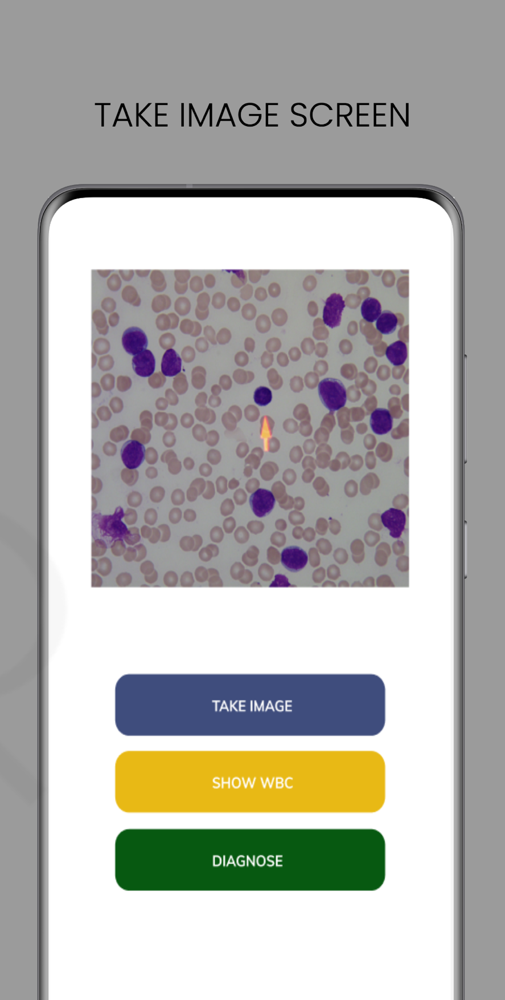 TAKE IMAGE SCREEN
TAKE IMAGE
SHOW WBC
DIAGNOSE